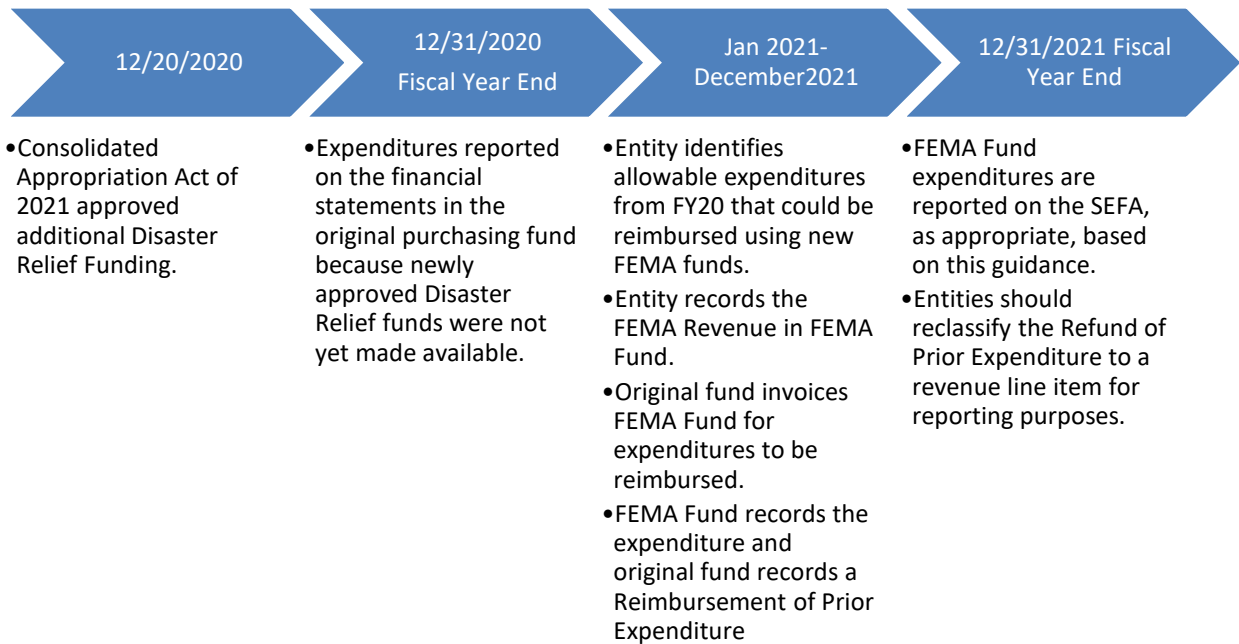 12/20/2020
12/31/2020
Fiscal Year End
Jan 2021-
December2021
12/31/2021 Fiscal
Year End
•Consolidated
Appropriation Act of
2021 approved
additional Disaster
Relief Funding.
•Expenditures reported
on the financial
statements in the
original purchasing fund
because newly
approved Disaster
Relief funds were not
yet made available.
•Entity identifies
allowable expenditures
from FY20 that could be
reimbursed using new
FEMA funds.
•Entity records the
FEMA Revenue in FEMA
Fund.
•Original fund invoices
FEMA Fund for
expenditures to be
reimbursed.
•FEMA Fund records the
expenditure and
original fund records a
Reimbursement of Prior
Expenditure
•FEMA Fund
expenditures are
reported on the SEFA,
as appropriate, based
on this guidance.
•Entities should
reclassify the Refund of
Prior Expenditure to a
revenue line item for
reporting purposes.